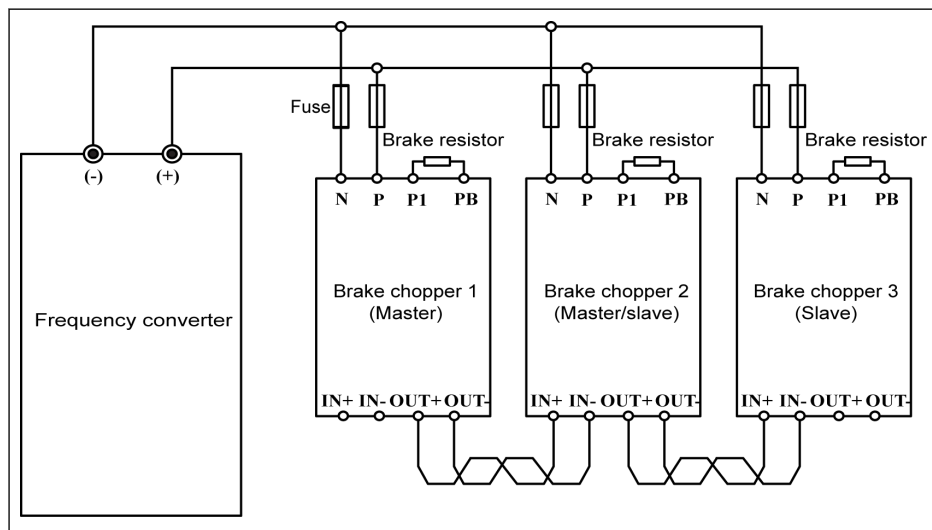 Fuse
Brake resistor
Brake resistor
Brake resistor
(-)
(+)
N P P1 PB
N P P1 PB
N P P1 PB
Frequency converter
Brake chopper 1
(Master)
Brake chopper 2
(Master/slave)
Brake chopper 3
(Slave)
IN+ IN- OUT+ OUT-
IN+ IN- OUT+ OUT-
IN+ IN- OUT+ OUT-